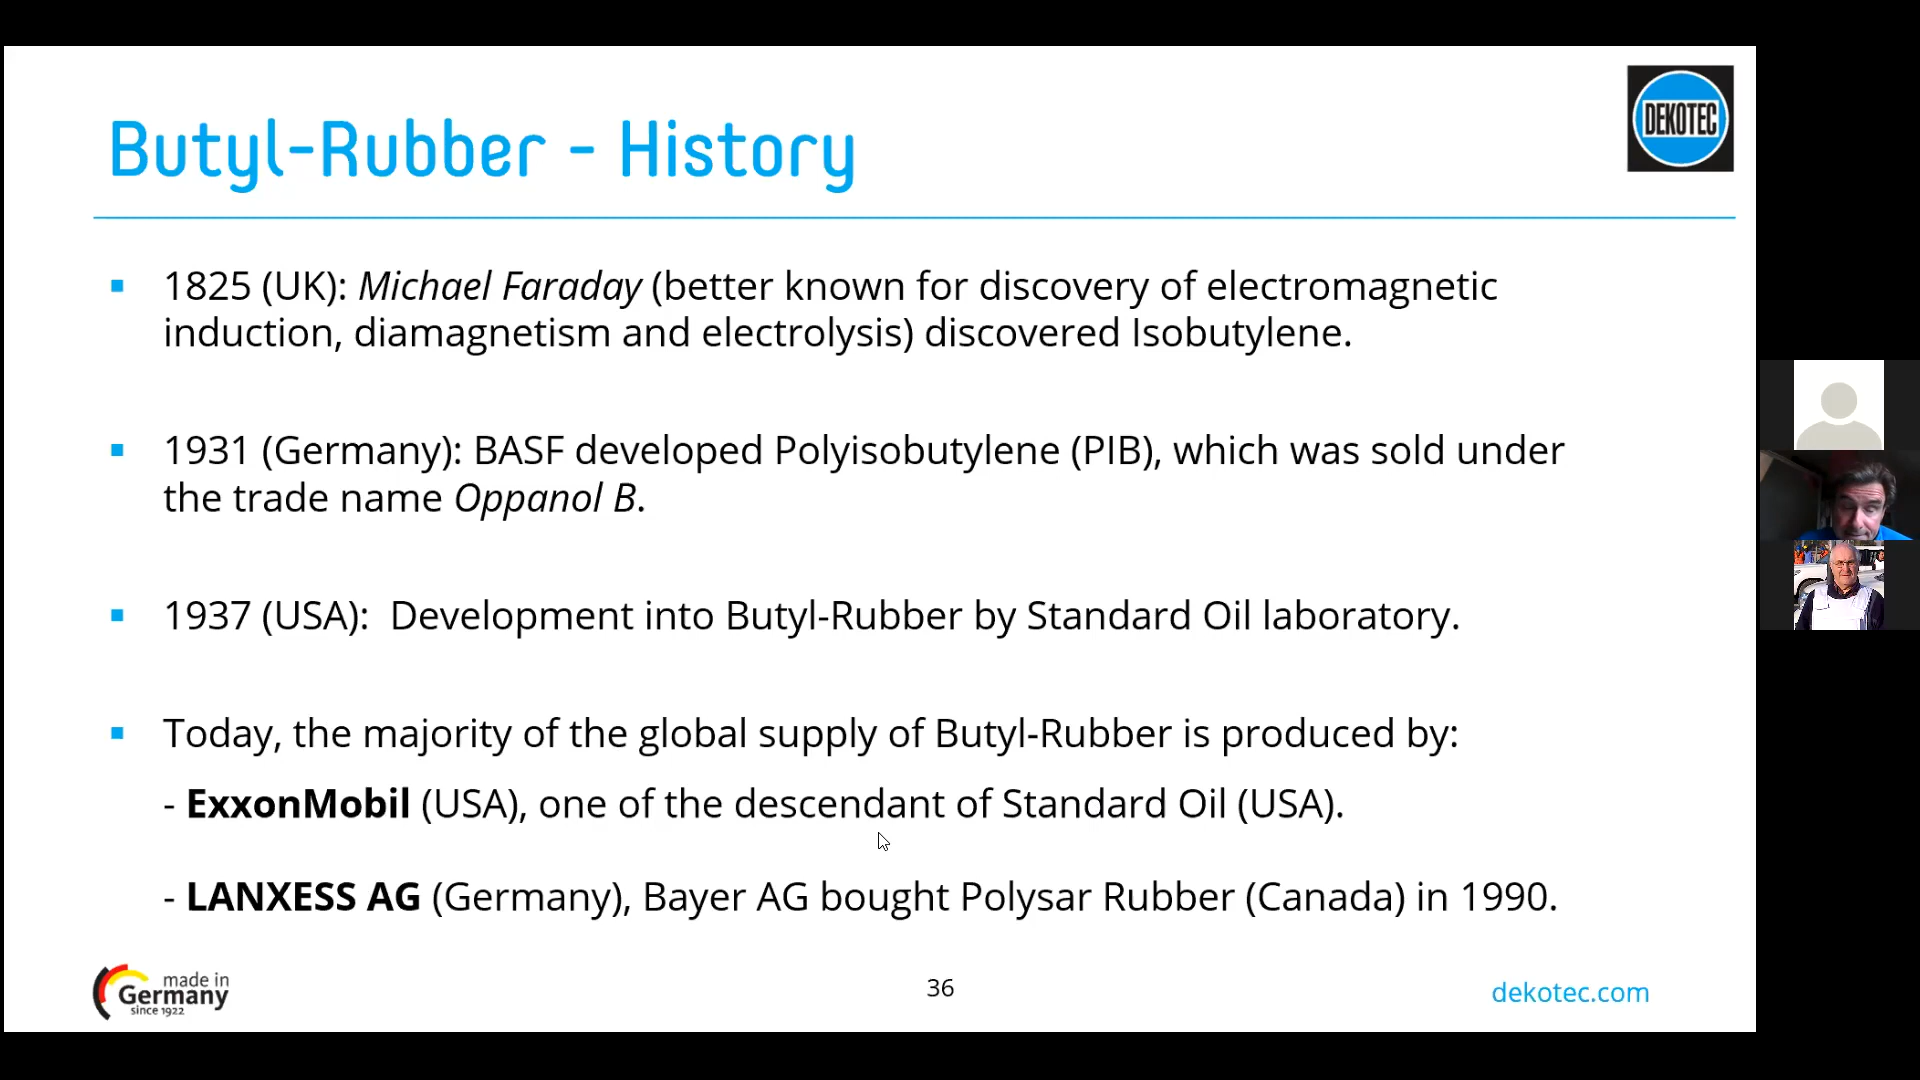 Butyl-Rubber - History
DEKOTEC
▪ 1825 (UK): Michael Faraday (better known for discovery of electromagnetic
induction, diamagnetism and electrolysis) discovered Isobutylene.
▪ 1931 (Germany): BASF developed Polyisobutylene (PIB), which was sold under
the trade name Oppanol B.
▪ 1937 (USA):  Development into Butyl-Rubber by Standard Oil laboratory.
▪ Today, the majority of the global supply of Butyl-Rubber is produced by:
- ExxonMobil (USA), one of the descendant of Standard Oil (USA).
- LANXESS AG (Germany), Bayer AG bought Polysar Rubber (Canada) in 1990.
made in
Germany
since 1922
36
dekotec.com